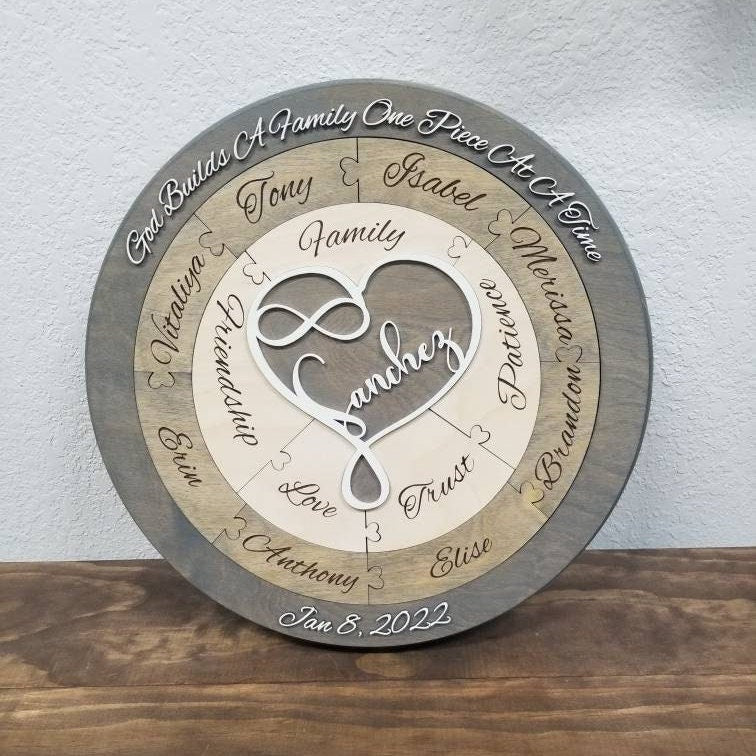 God Builds A Family One Piece At A Time
Tony
Isabel
Merissa
Brandon
Elise
Anthony
Erin
Vitaliya
Family
Patience
Trust
Love
Friendship
Sanchez
Jan 8, 2022